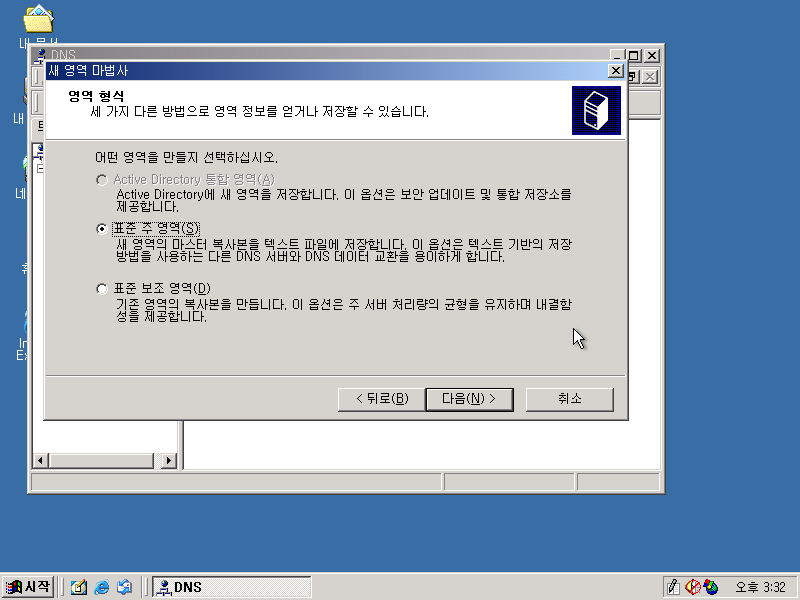 DNS
새 영역 마법사
영역 형식
세 가지 다른 방법으로 영역 정보를 얻거나 저장할 수 있습니다.
어떤 영역을 만들지 선택하십시오.
Active Directory 통합 영역(A)
Active Directory에 새 영역을 저장합니다. 이 옵션은 보안 업데이트 및 통합 저장소를
제공합니다.
표준 주 영역(S)
새 영역의 마스터 복사본을 텍스트 파일에 저장합니다. 이 옵션은 텍스트 기반의 저장
방법을 사용하는 다른 DNS 서버와 DNS 데이터 교환을 용이하게 합니다.
표준 보조 영역(D)
기존 영역의 복사본을 만듭니다. 이 옵션은 주 서버 처리량의 균형을 유지하며 내결함
성을 제공합니다.
< 뒤로(B)
다음(N) >
취소
시작
DNS
오후 3:32